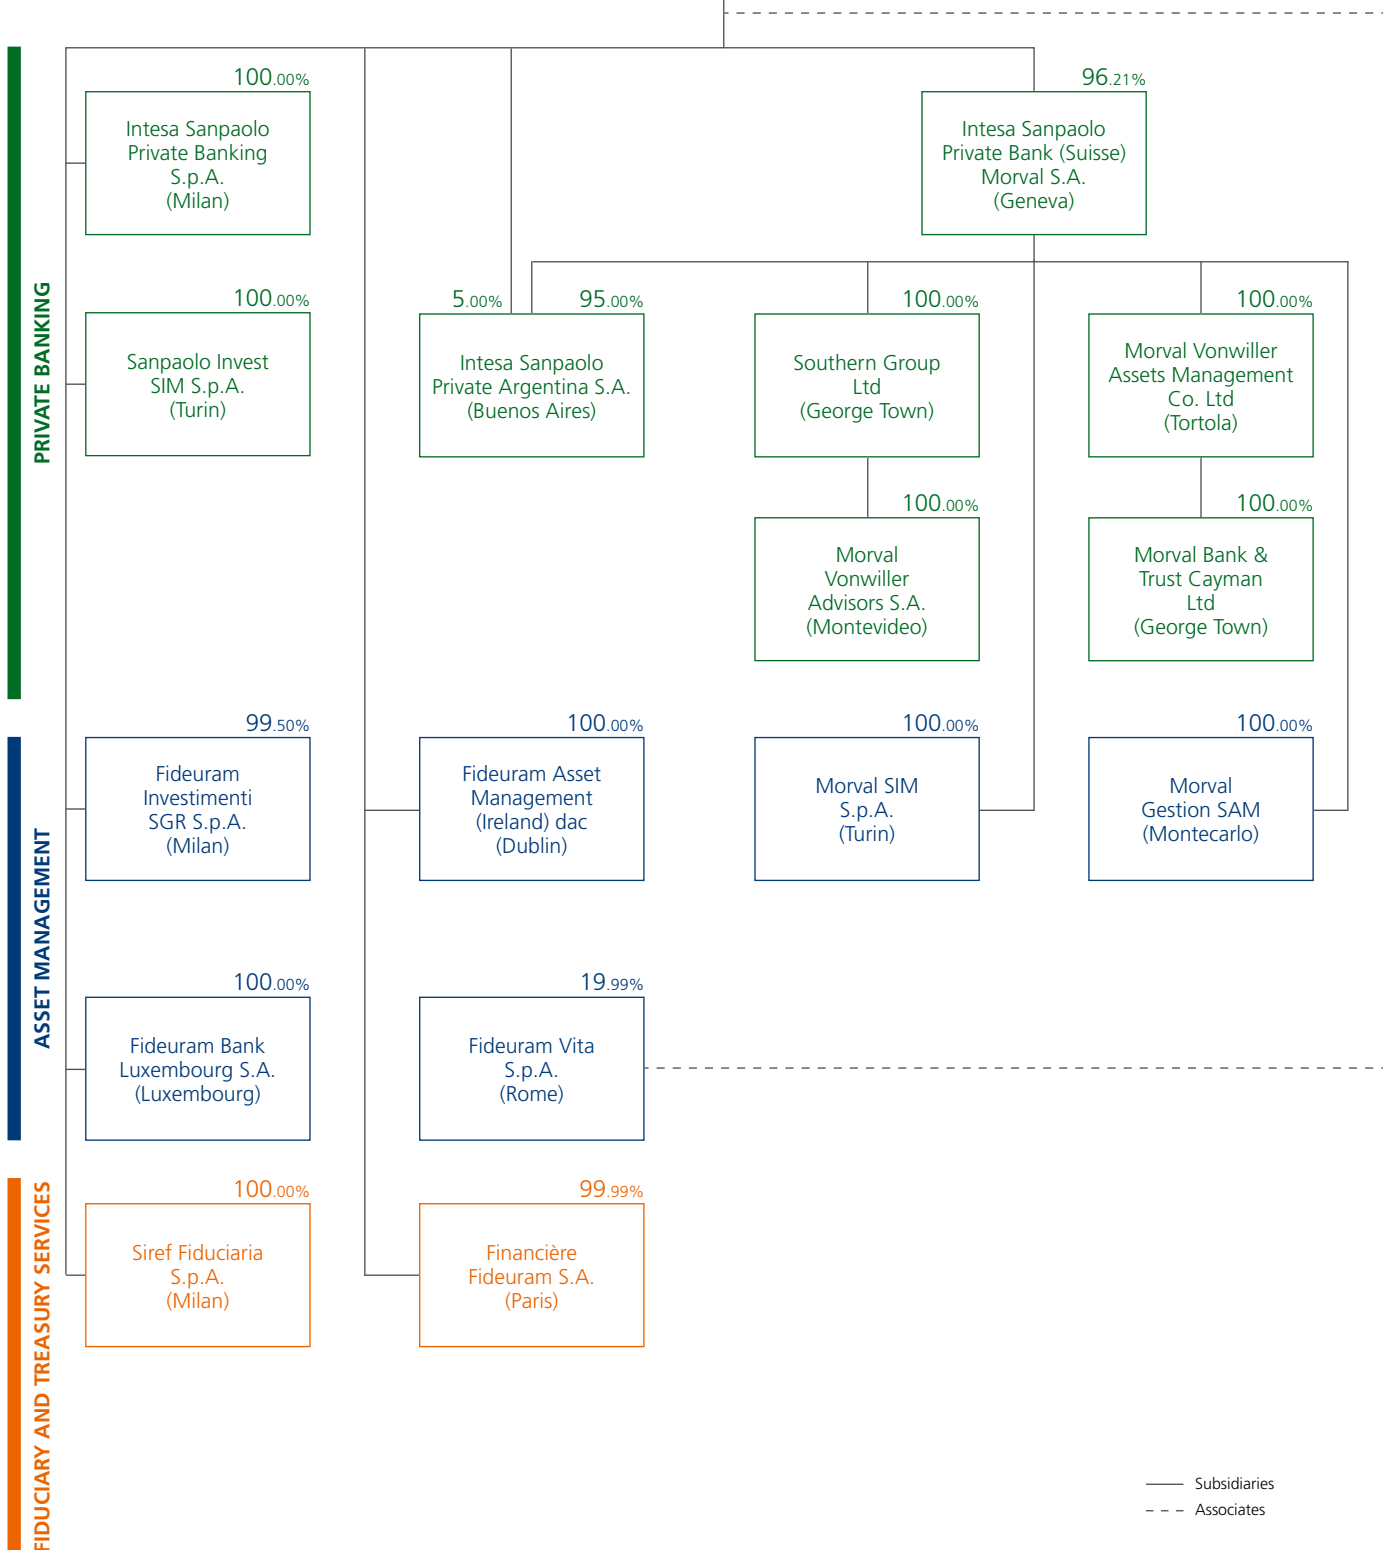 PRIVATE BANKING
100.00%
Intesa Sanpaolo
Private Banking
S.p.A.
(Milan)
96.21%
Intesa Sanpaolo
Private Bank (Suisse)
Morval S.A.
(Geneva)
100.00%
Sanpaolo Invest
SIM S.p.A.
(Turin)
5.00% 95.00%
Intesa Sanpaolo
Private Argentina S.A.
(Buenos Aires)
100.00%
Southern Group
Ltd
(George Town)
100.00%
Morval Vonwiller
Assets Management
Co. Ltd
(Tortola)
100.00%
Morval
Vonwiller
Advisors S.A.
(Montevideo)
100.00%
Morval Bank &
Trust Cayman
Ltd
(George Town)
ASSET MANAGEMENT
99.50%
Fideuram
Investimenti
SGR S.p.A.
(Milan)
100.00%
Fideuram Asset
Management
(Ireland) dac
(Dublin)
100.00%
Morval SIM
S.p.A.
(Turin)
100.00%
Morval
Gestion SAM
(Montecarlo)
100.00%
Fideuram Bank
Luxembourg S.A.
(Luxembourg)
19.99%
Fideuram Vita
S.p.A.
(Rome)
FIDUCIARY AND TREASURY SERVICES
100.00%
Siref Fiduciaria
S.p.A.
(Milan)
99.99%
Financière
Fideuram S.A.
(Paris)
Subsidiaries
Associates